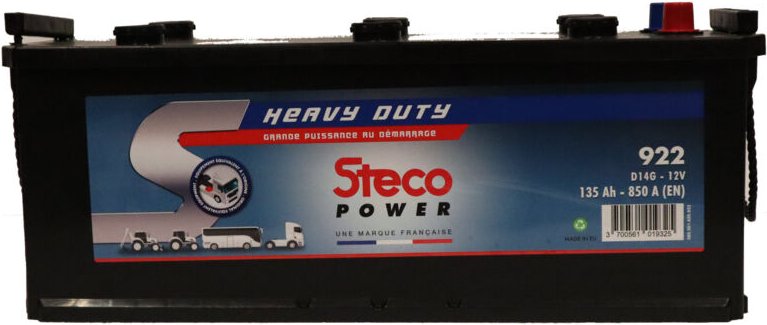 HEAVY DUTY
GRANDE PUISSANCE AU DÉMARRAGE
Steco
POWER
UNE MARQUE FRANÇAISE
922
D14G - 12V
135 Ah - 850 A (EN)
MADE IN EU
3 700561 019325